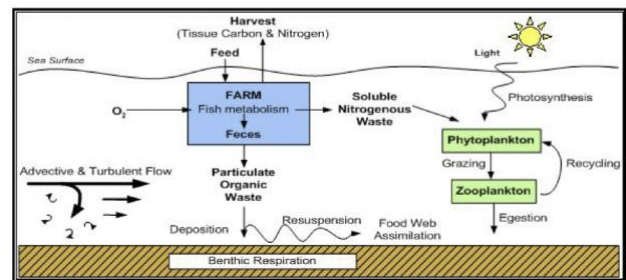 Harvest
(Tissue Carbon & Nitrogen)
Feed
Light
Sea Surface
FARM
Fish metabolism
Feces
O2
Soluble
Nitrogenous
Waste
Photosynthesis
Phytoplankton
Grazing
Recycling
Zooplankton
Egestion
Advective & Turbulent Flow
Particulate
Organic
Waste
Deposition
Resuspension
Food Web
Assimilation
Benthic Respiration